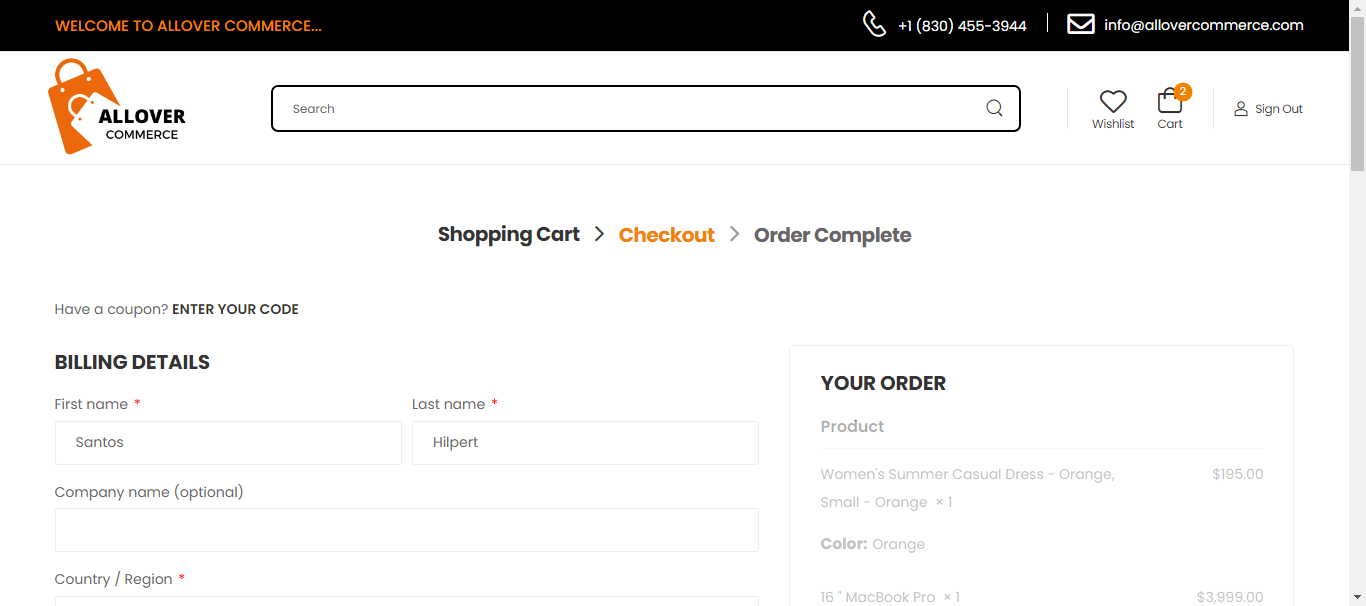 WELCOME TO ALLOVER COMMERCE...
+1 (830) 455-3944
info@allovercommerce.com
ALLOVER
COMMERCE
Search
Wishlist
2
Cart
Sign Out
Shopping Cart
Checkout
Order Complete
Have a coupon? ENTER YOUR CODE
BILLING DETAILS
First name *
Last name *
Santos
Hilpert
Company name (optional)
Country / Region *
YOUR ORDER
Product
Women's Summer Casual Dress - Orange, $195.00
Small - Orange × 1
Color: Orange
16 " MacBook Pro × 1 $3,999.00